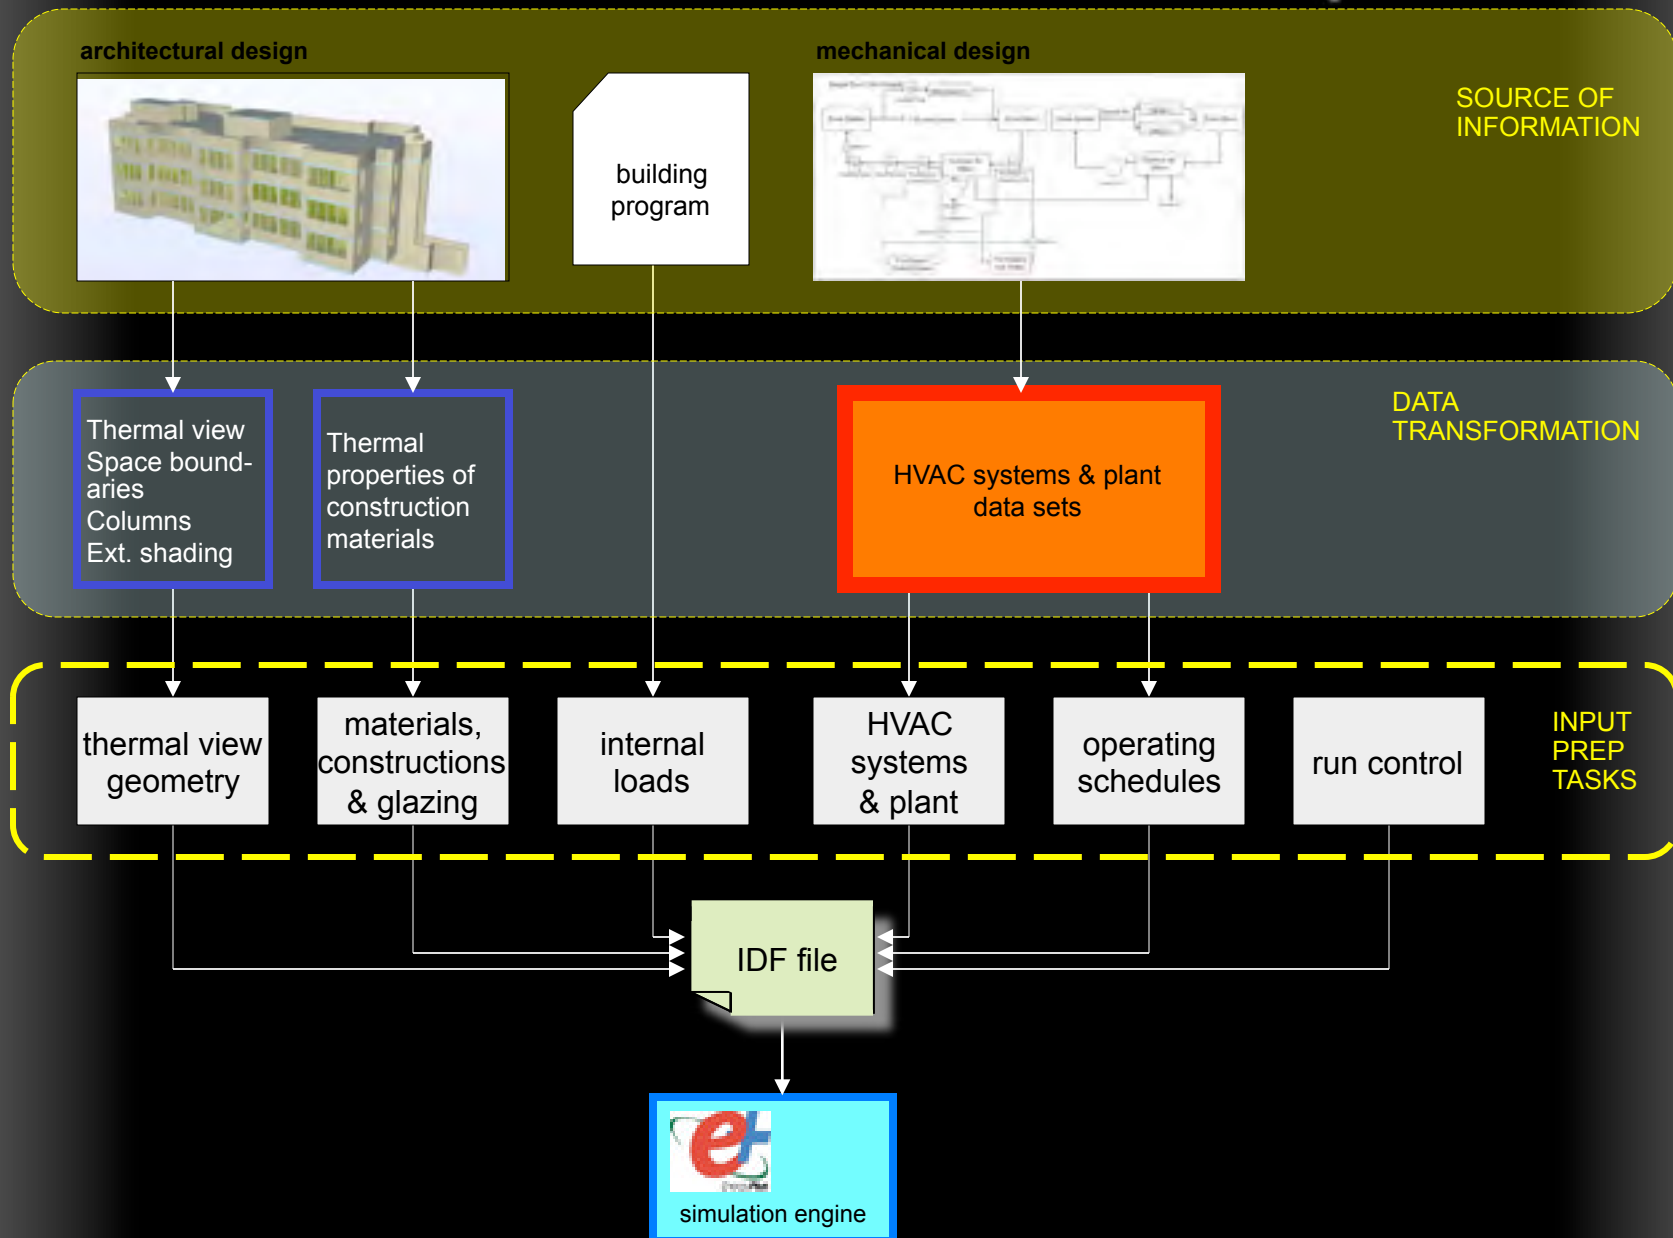 architectural design
mechanical design
SOURCE OF
INFORMATION
building
program
DATA
TRANSFORMATION
Thermal view
Space bound-
aries
Columns
Ext. shading
Thermal
properties of
construction
materials
HVAC systems & plant
data sets
INPUT
PREP
TASKS
thermal view
geometry
materials,
constructions
& glazing
internal
loads
HVAC
systems
& plant
operating
schedules
run control
IDF file
e+
simulation engine